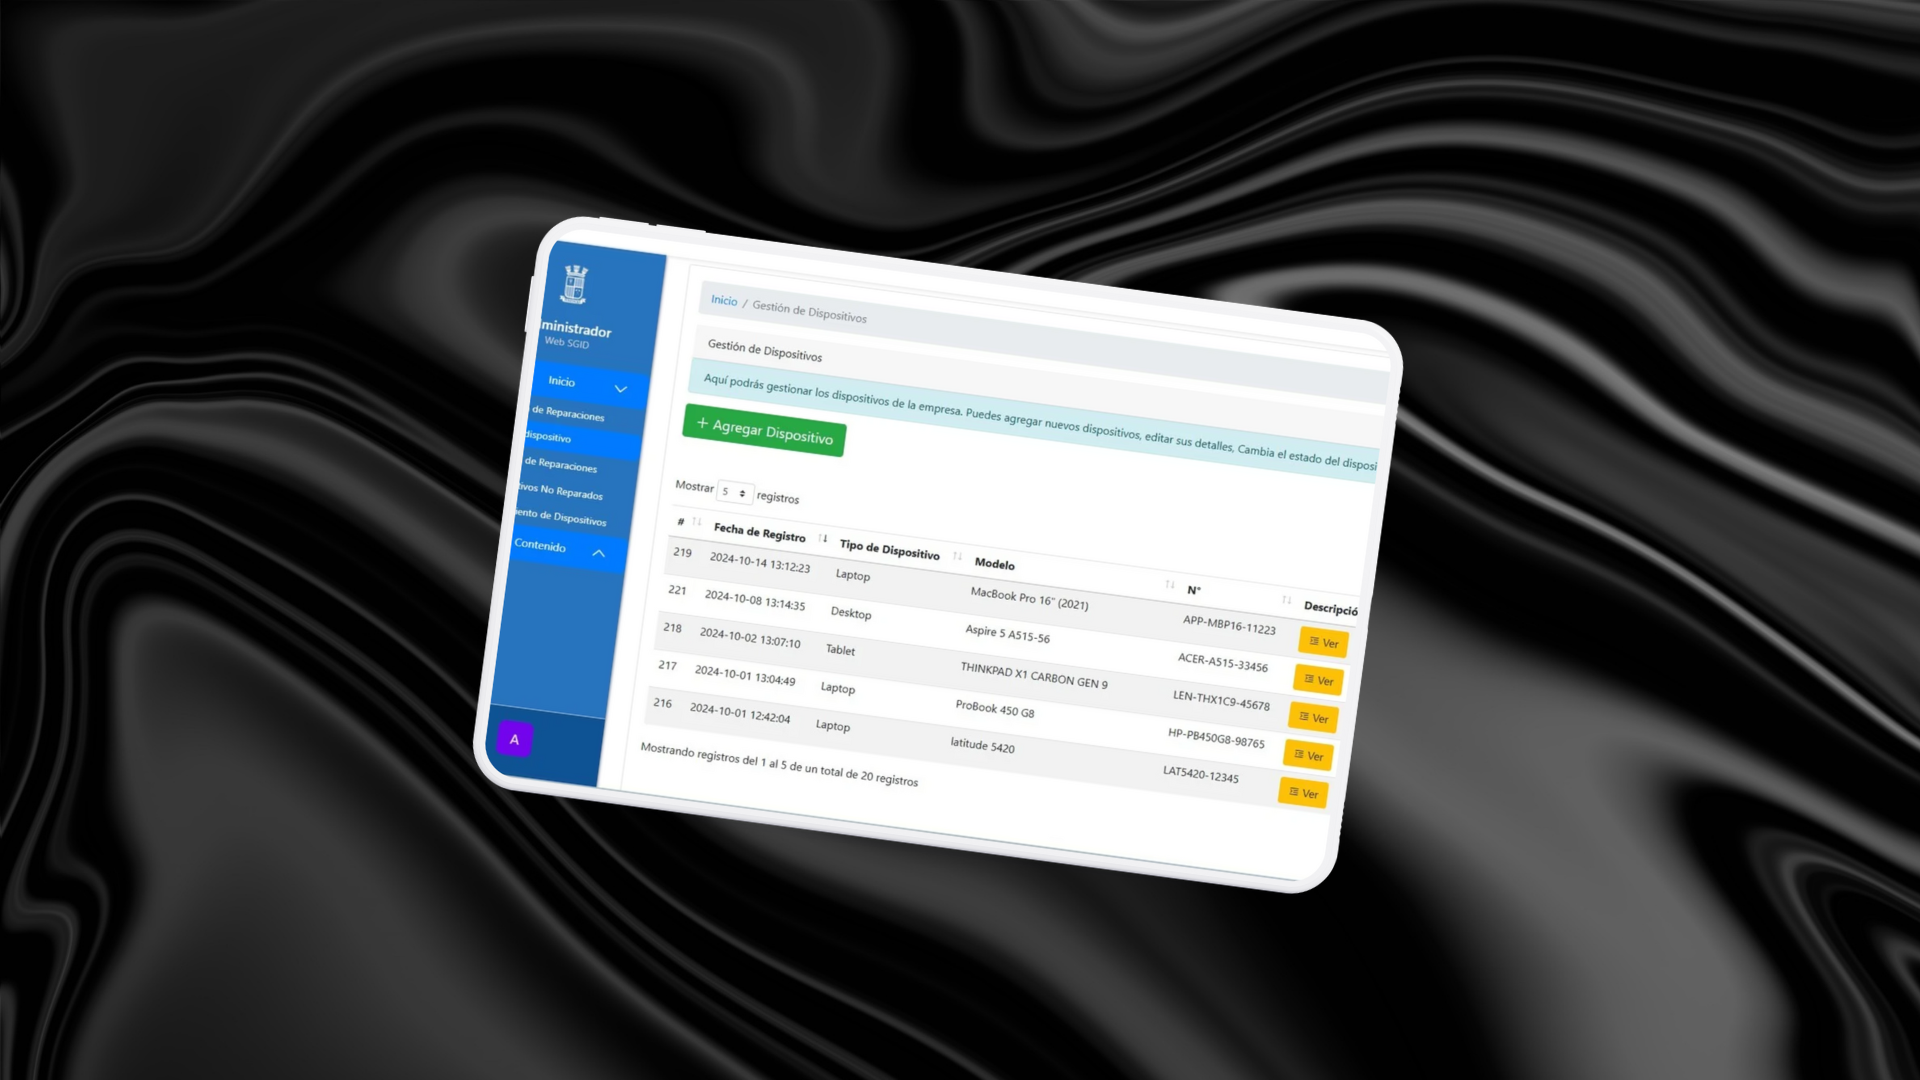 ministrador
Web SGID
Inicio
de Reparaciones
dispositivo
de Reparaciones
ivos No Reparados
ento de Dispositivos
Contenido
A
Inicio / Gestión de Dispositivos
Gestión de Dispositivos
Aquí podrás gestionar los dispositivos de la empresa. Puedes agregar nuevos dispositivos, editar sus detalles, Cambia el estado del disposi
+ Agregar Dispositivo
Mostrar 5 registros
# Fecha de Registro Tipo de Dispositivo Modelo N° Descripció
219 2024-10-14 13:12:23 Laptop MacBook Pro 16" (2021) APP-MBP16-11223 Ver
221 2024-10-08 13:14:35 Desktop Aspire 5 A515-56 ACER-A515-33456 Ver
218 2024-10-02 13:07:10 Tablet THINKPAD X1 CARBON GEN 9 LEN-THX1C9-45678 Ver
217 2024-10-01 13:04:49 Laptop ProBook 450 G8 HP-PB450G8-98765 Ver
216 2024-10-01 12:42:04 Laptop latitude 5420 LAT5420-12345 Ver
Mostrando registros del 1 al 5 de un total de 20 registros